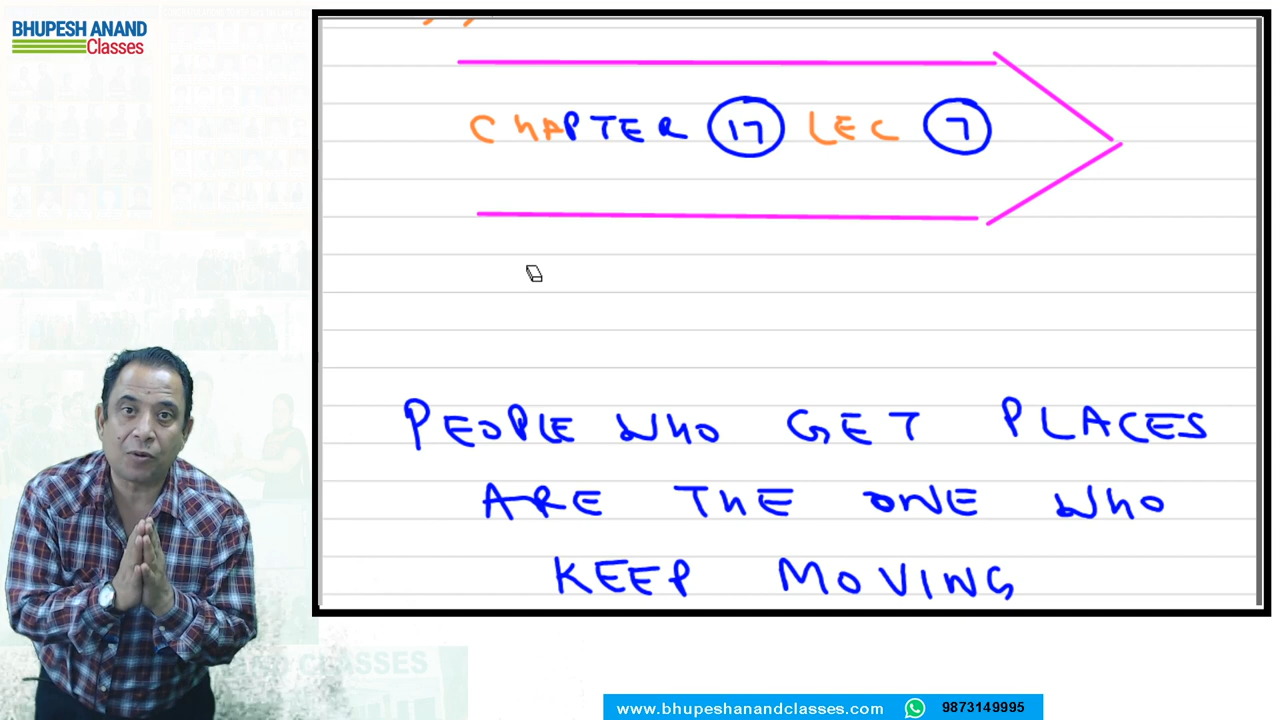 BHUPESH ANAND
Classes
CHAPTER 17 LEC 7
PEOPLE WHO GET PLACES
ARE THE ONE WHO
KEEP MOVING
CLASSES
www.bhupeshanandclasses.com 9873149995